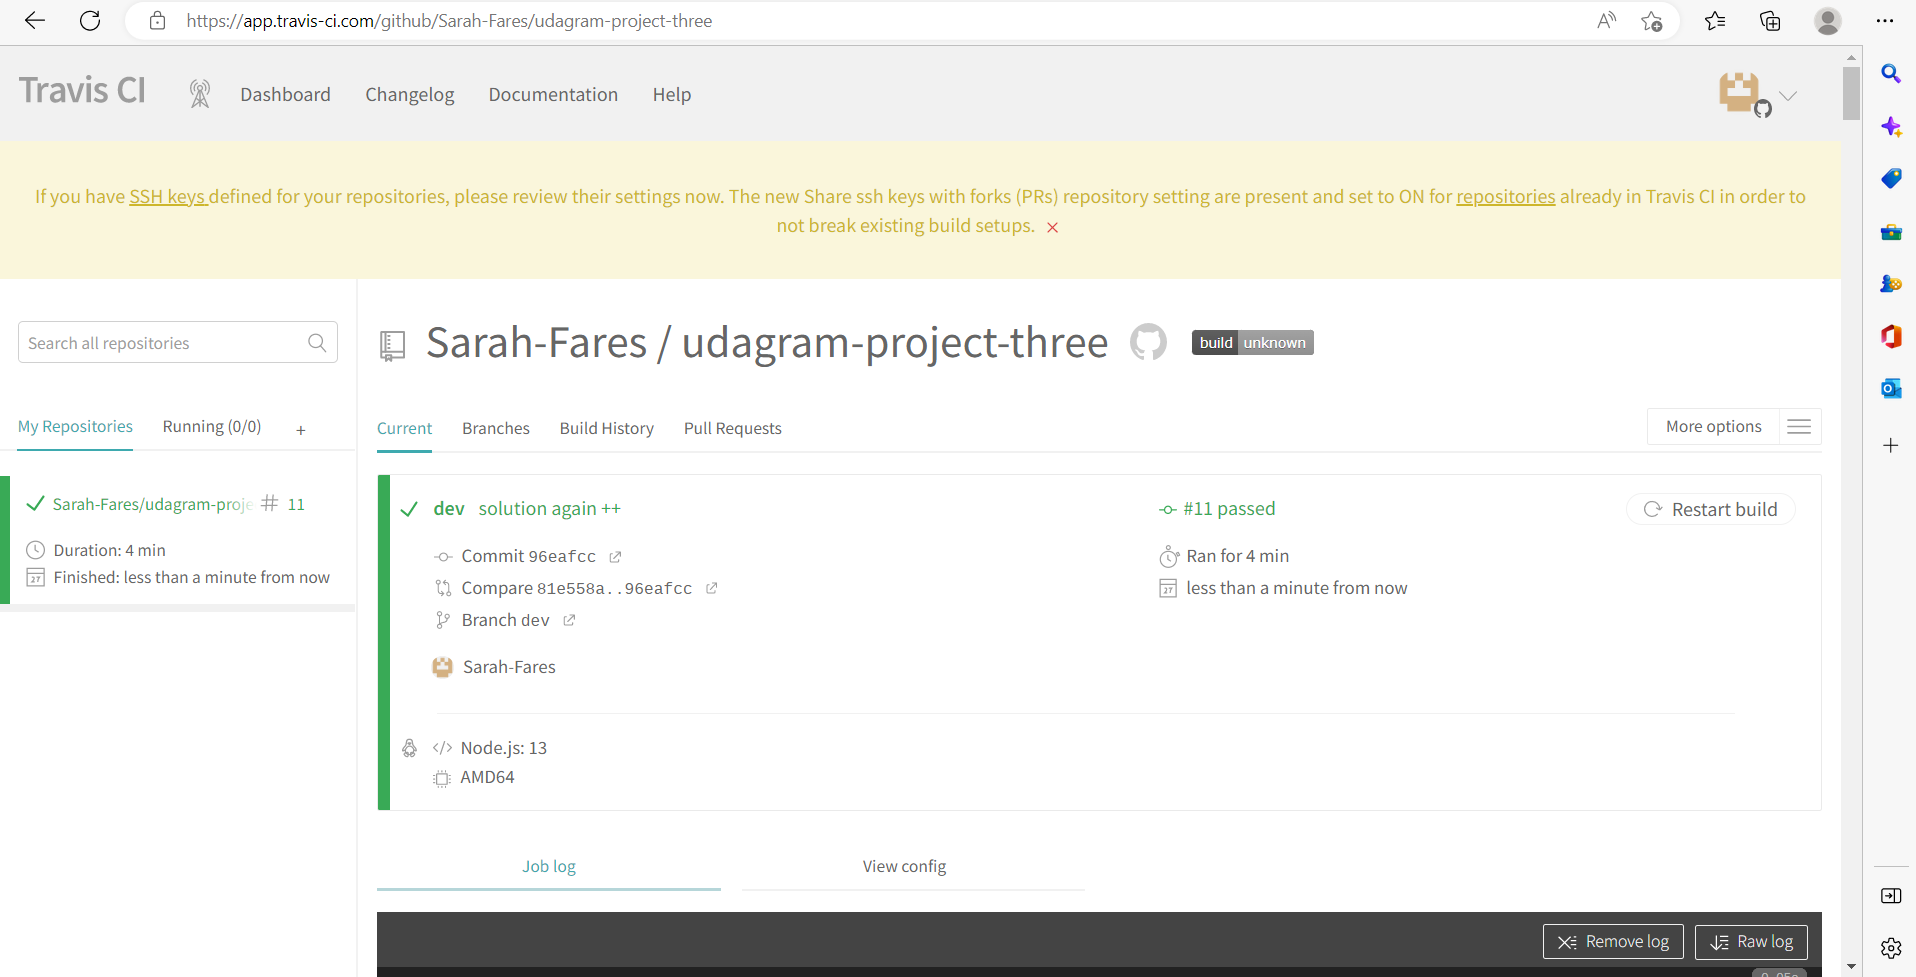 https://app.travis-ci.com/github/Sarah-Fares/udagram-project-three
Travis CI
Dashboard
Changelog
Documentation
Help
If you have SSH keys defined for your repositories, please review their settings now. The new Share ssh keys with forks (PRs) repository setting are present and set to ON for repositories already in Travis CI in order to
not break existing build setups.
Search all repositories
My Repositories
Running (0/0)
+
Sarah-Fares/udagram-proje
# 11
Duration: 4 min
27 Finished: less than a minute from now
Sarah-Fares / udagram-project-three
build unknown
Current
Branches
Build History
Pull Requests
More options
dev solution again ++
Commit 96eafcc
Compare 81e558a..96eafcc
Branch dev
Sarah-Fares
#11 passed
Ran for 4 min
27 less than a minute from now
Restart build
</> Node.js: 13
AMD64
Job log
View config
Remove log
Raw log